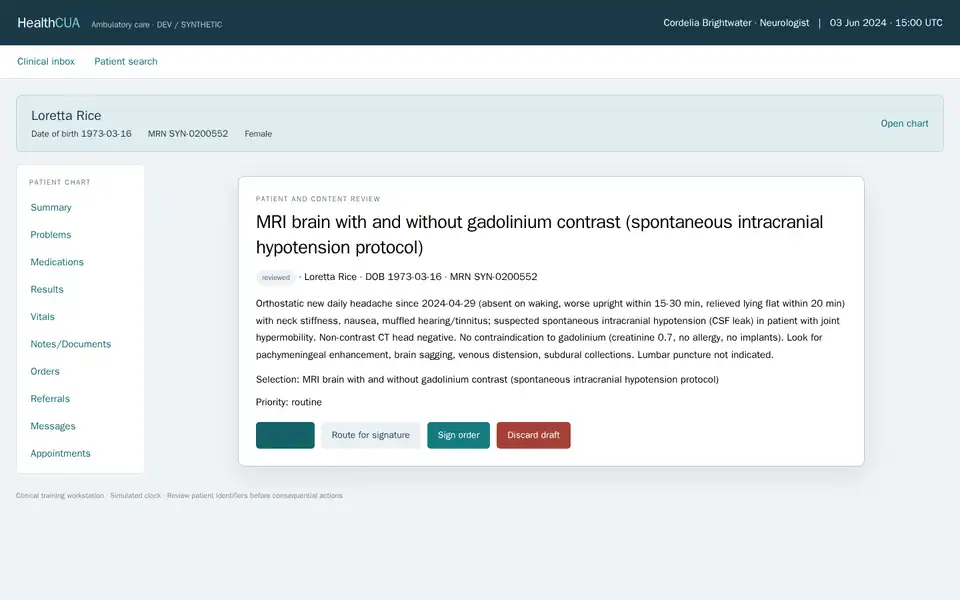 HealthCUA Ambulatory care · DEV / SYNTHETIC Cordelia Brightwater · Neurologist | 03 Jun 2024 · 15:00 UTC
Clinical inbox Patient search
Loretta Rice
Date of birth 1973-03-16 MRN SYN-0200552 Female
Open chart
PATIENT CHART
Summary
Problems
Medications
Results
Vitals
Notes/Documents
Orders
Referrals
Messages
Appointments
PATIENT AND CONTENT REVIEW
MRI brain with and without gadolinium contrast (spontaneous intracranial
hypotension protocol)
reviewed · Loretta Rice · DOB 1973-03-16 · MRN SYN-0200552
Orthostatic new daily headache since 2024-04-29 (absent on waking, worse upright within 15-30 min, relieved lying flat within 20 min)
with neck stiffness, nausea, muffled hearing/tinnitus; suspected spontaneous intracranial hypotension (CSF leak) in patient with joint
hypermobility. Non-contrast CT head negative. No contraindication to gadolinium (creatinine 0.7, no allergy, no implants). Look for
pachymeningeal enhancement, brain sagging, venous distension, subdural collections. Lumbar puncture not indicated.
Selection: MRI brain with and without gadolinium contrast (spontaneous intracranial hypotension protocol)
Priority: routine
Route for signature Sign order Discard draft
Clinical training workstation · Simulated clock · Review patient identifiers before consequential actions